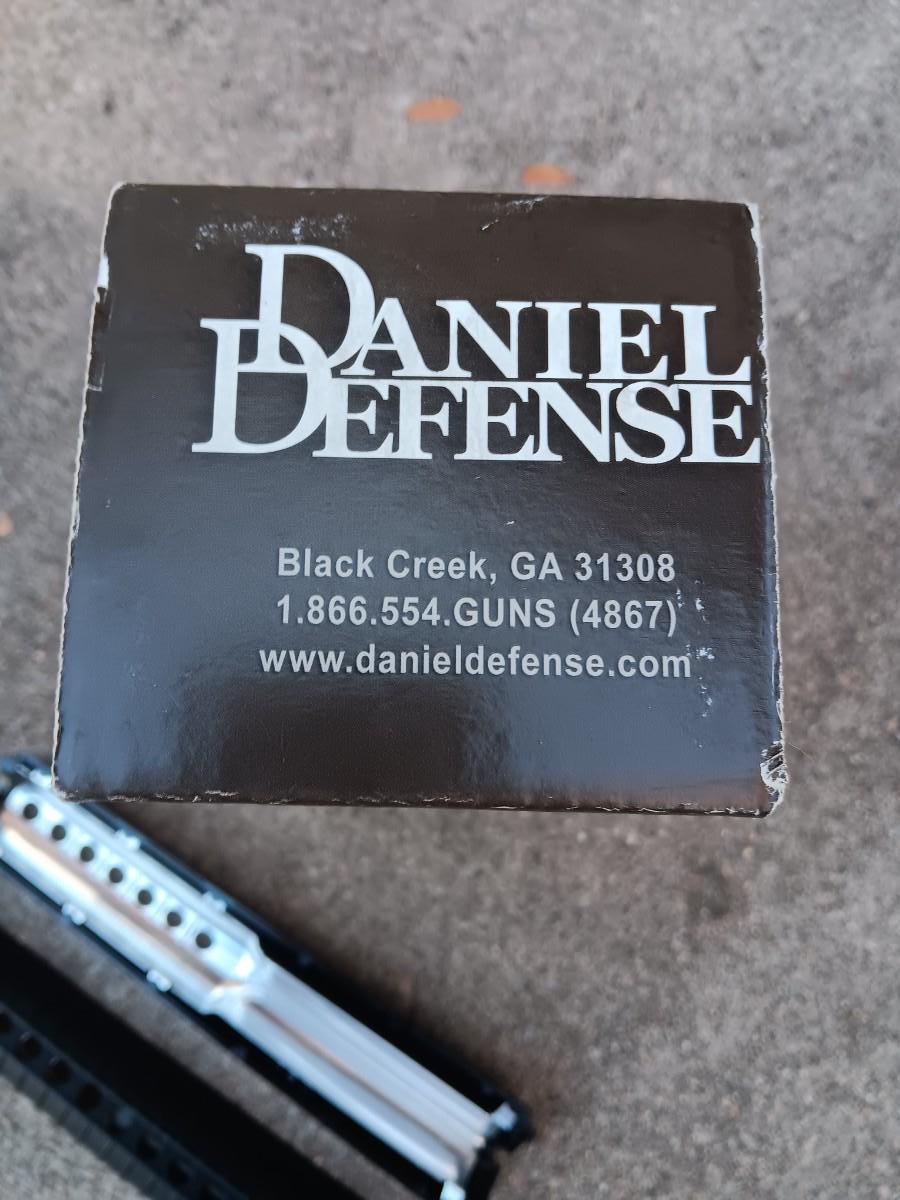 DANIEL
DEFENSE
Black Creek, GA 31308
1.866.554.GUNS (4867)
www.danieldefense.com